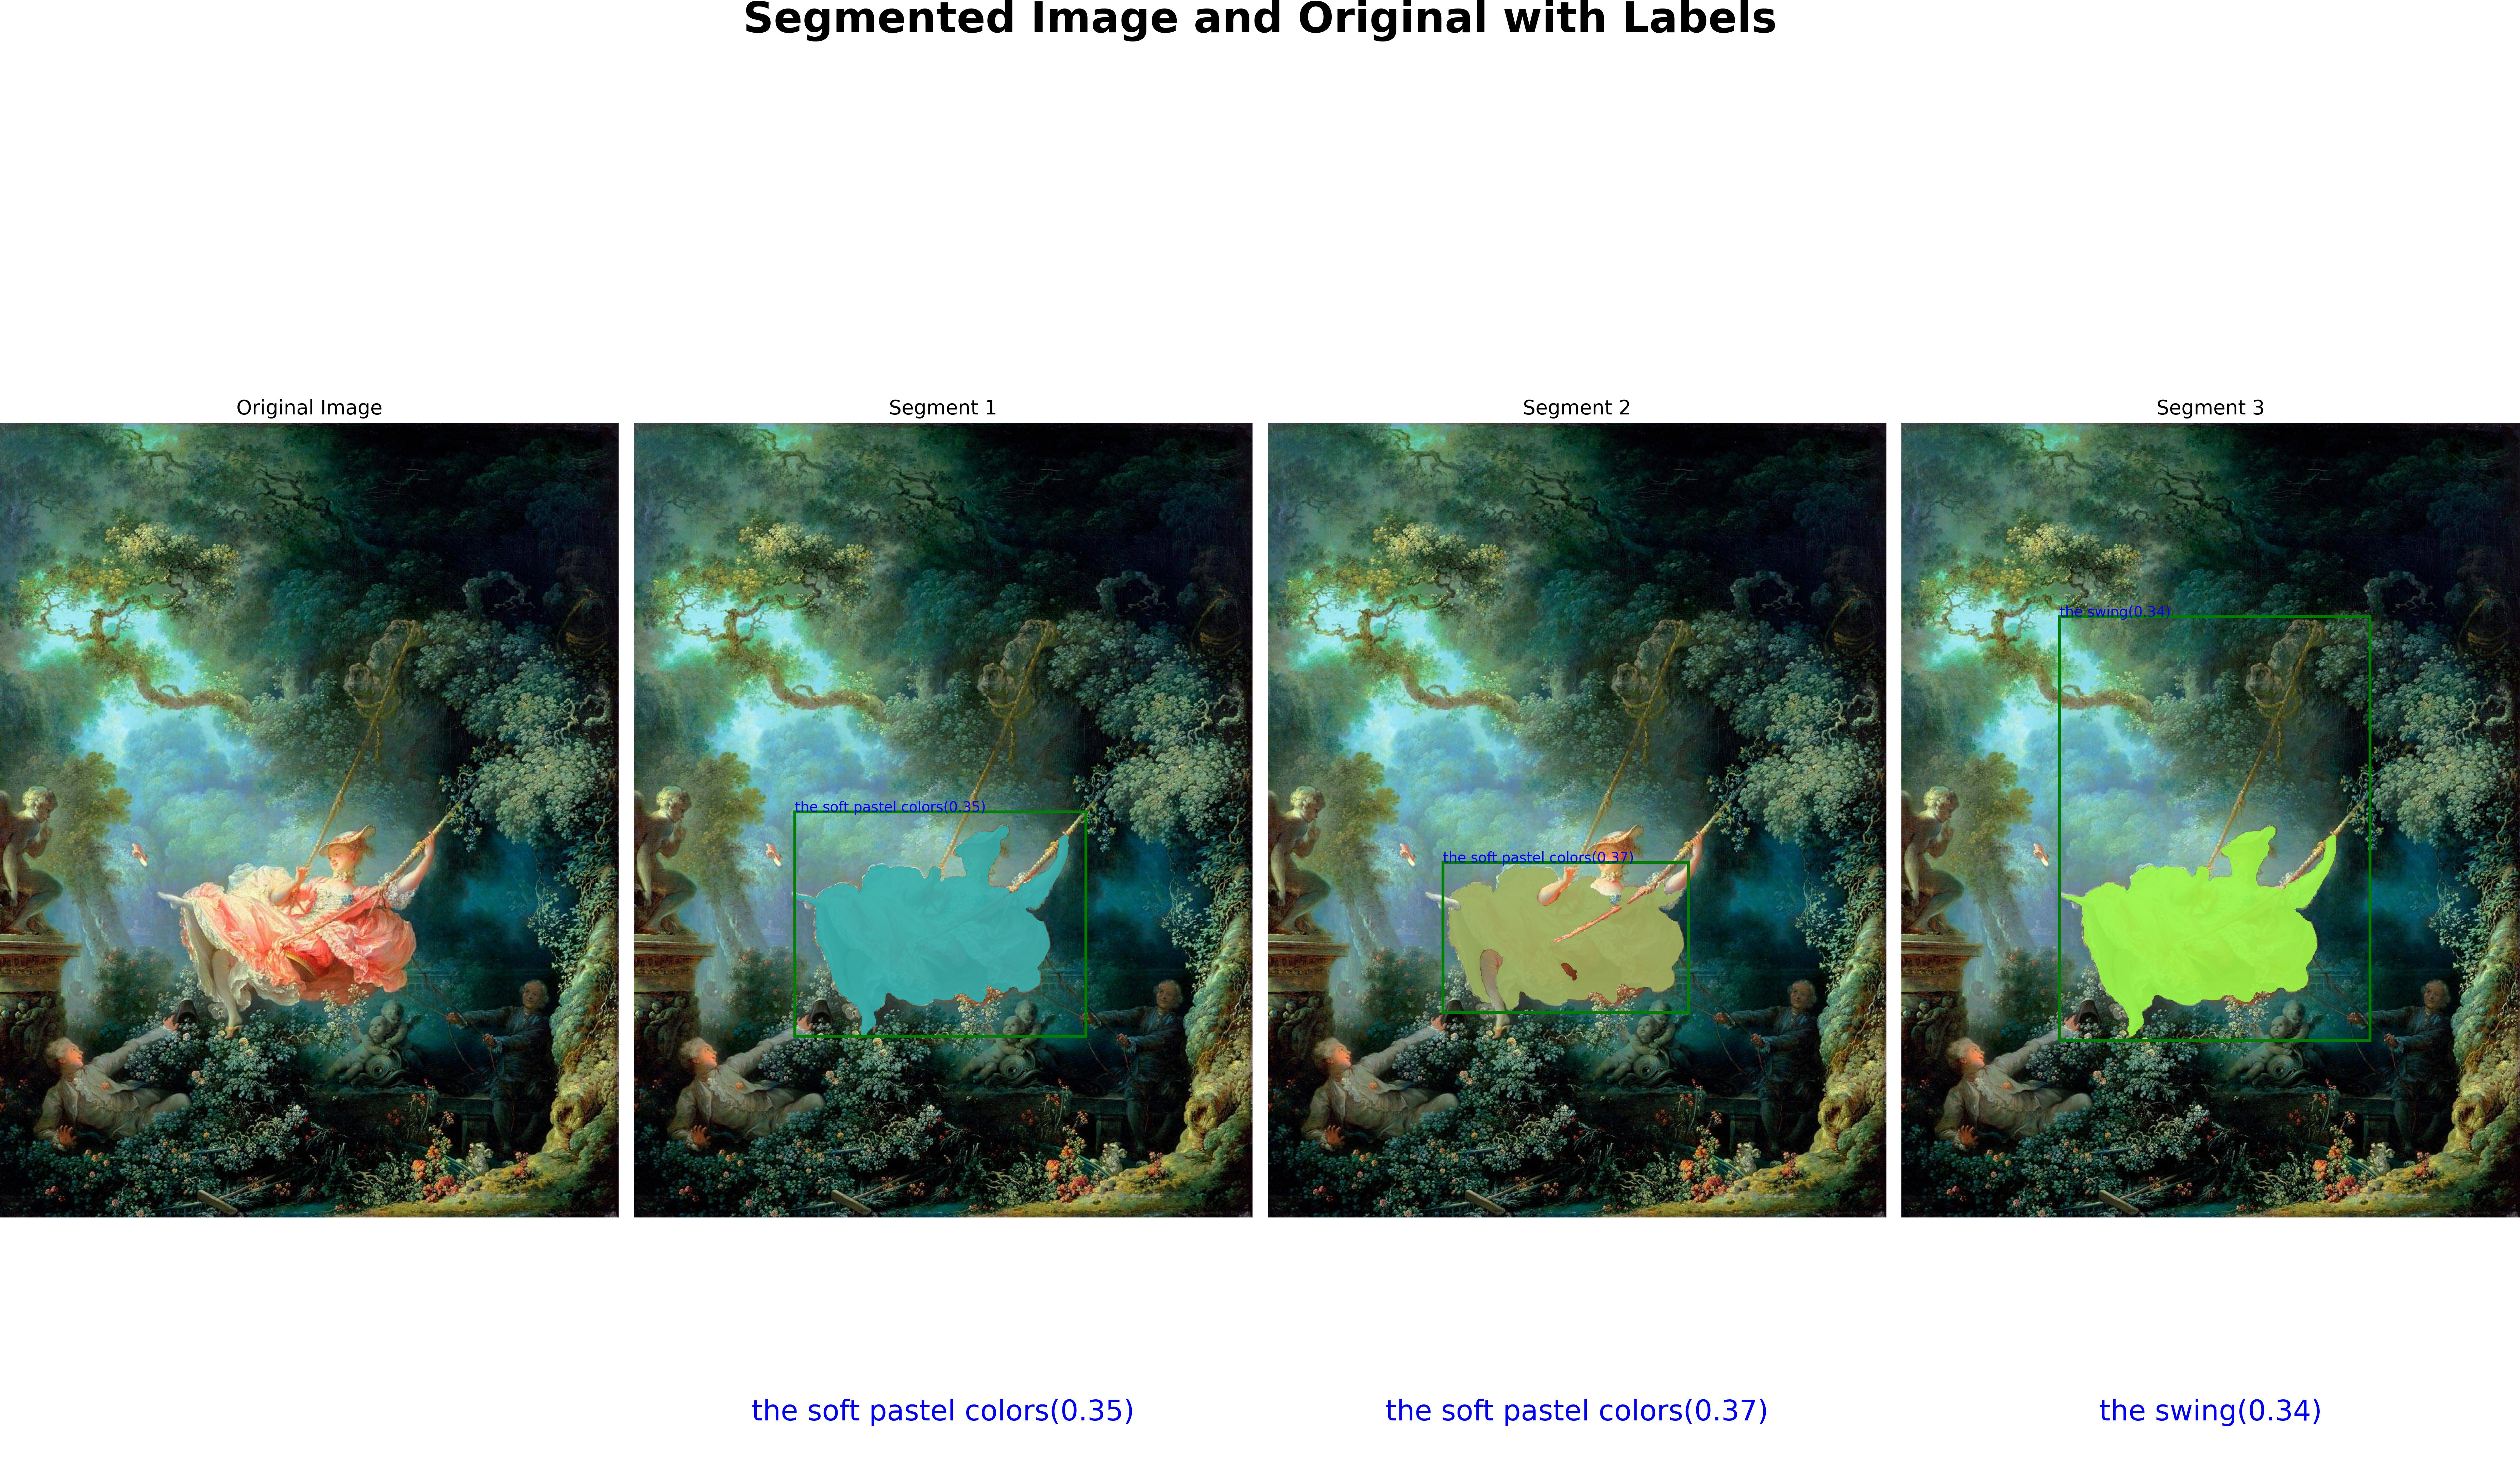 Segmented Image and Original with Labels
Original Image
Segment 1
Segment 2
Segment 3
the soft pastel colors(0.35)
the soft pastel colors(0.37)
the swing(0.34)
the soft pastel colors(0.35)
the soft pastel colors(0.37)
the swing(0.34)